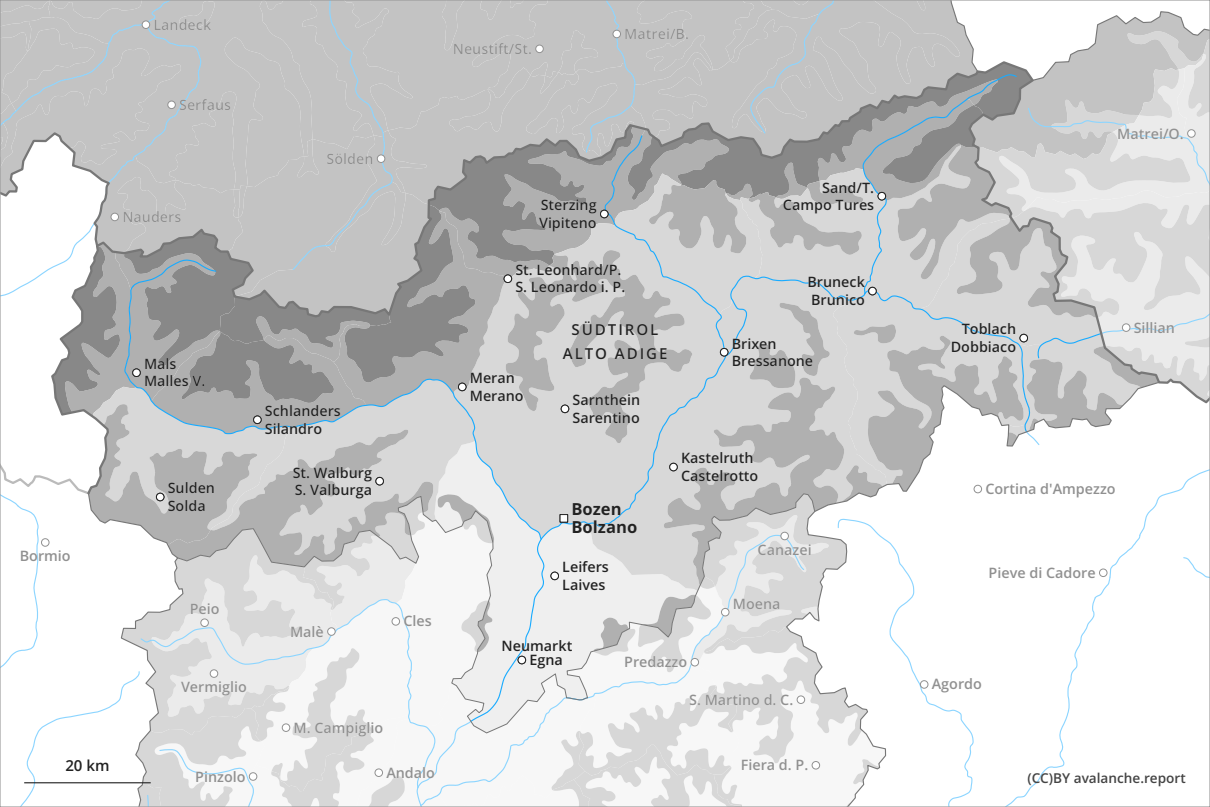 Landeck
Matrei/B.
Neustift/St.
Serfaus
Matrei/O.
Sölden
Sand/T.
Campo Tures
Sterzing
Vipiteno
Nauders
St. Leonhard/P.
S. Leonardo i. P.
Bruneck
Brunico
SÜDTIROL
ALTO ADIGE
Toblach
Dobbiaco
Sillian
Brixen
Bressanone
Mals
Malles V.
Meran
Merano
Sarnthein
Sarentino
Schlanders
Silandro
Kastelruth
Castelrotto
St. Walburg
S. Valburga
Sulden
Solda
Cortina d'Ampezzo
Bozen
Bolzano
Bormio
Canazei
Leifers
Laives
Pieve di Cadore
Peio
Moena
Malè
Cles
Neumarkt
Egna
Predazzo
Vermiglio
Agordo
S. Martino d. C.
M. Campiglio
20 km
Fiera d. P.
Pinzolo
Andalo
(CC)BY avalanche.report